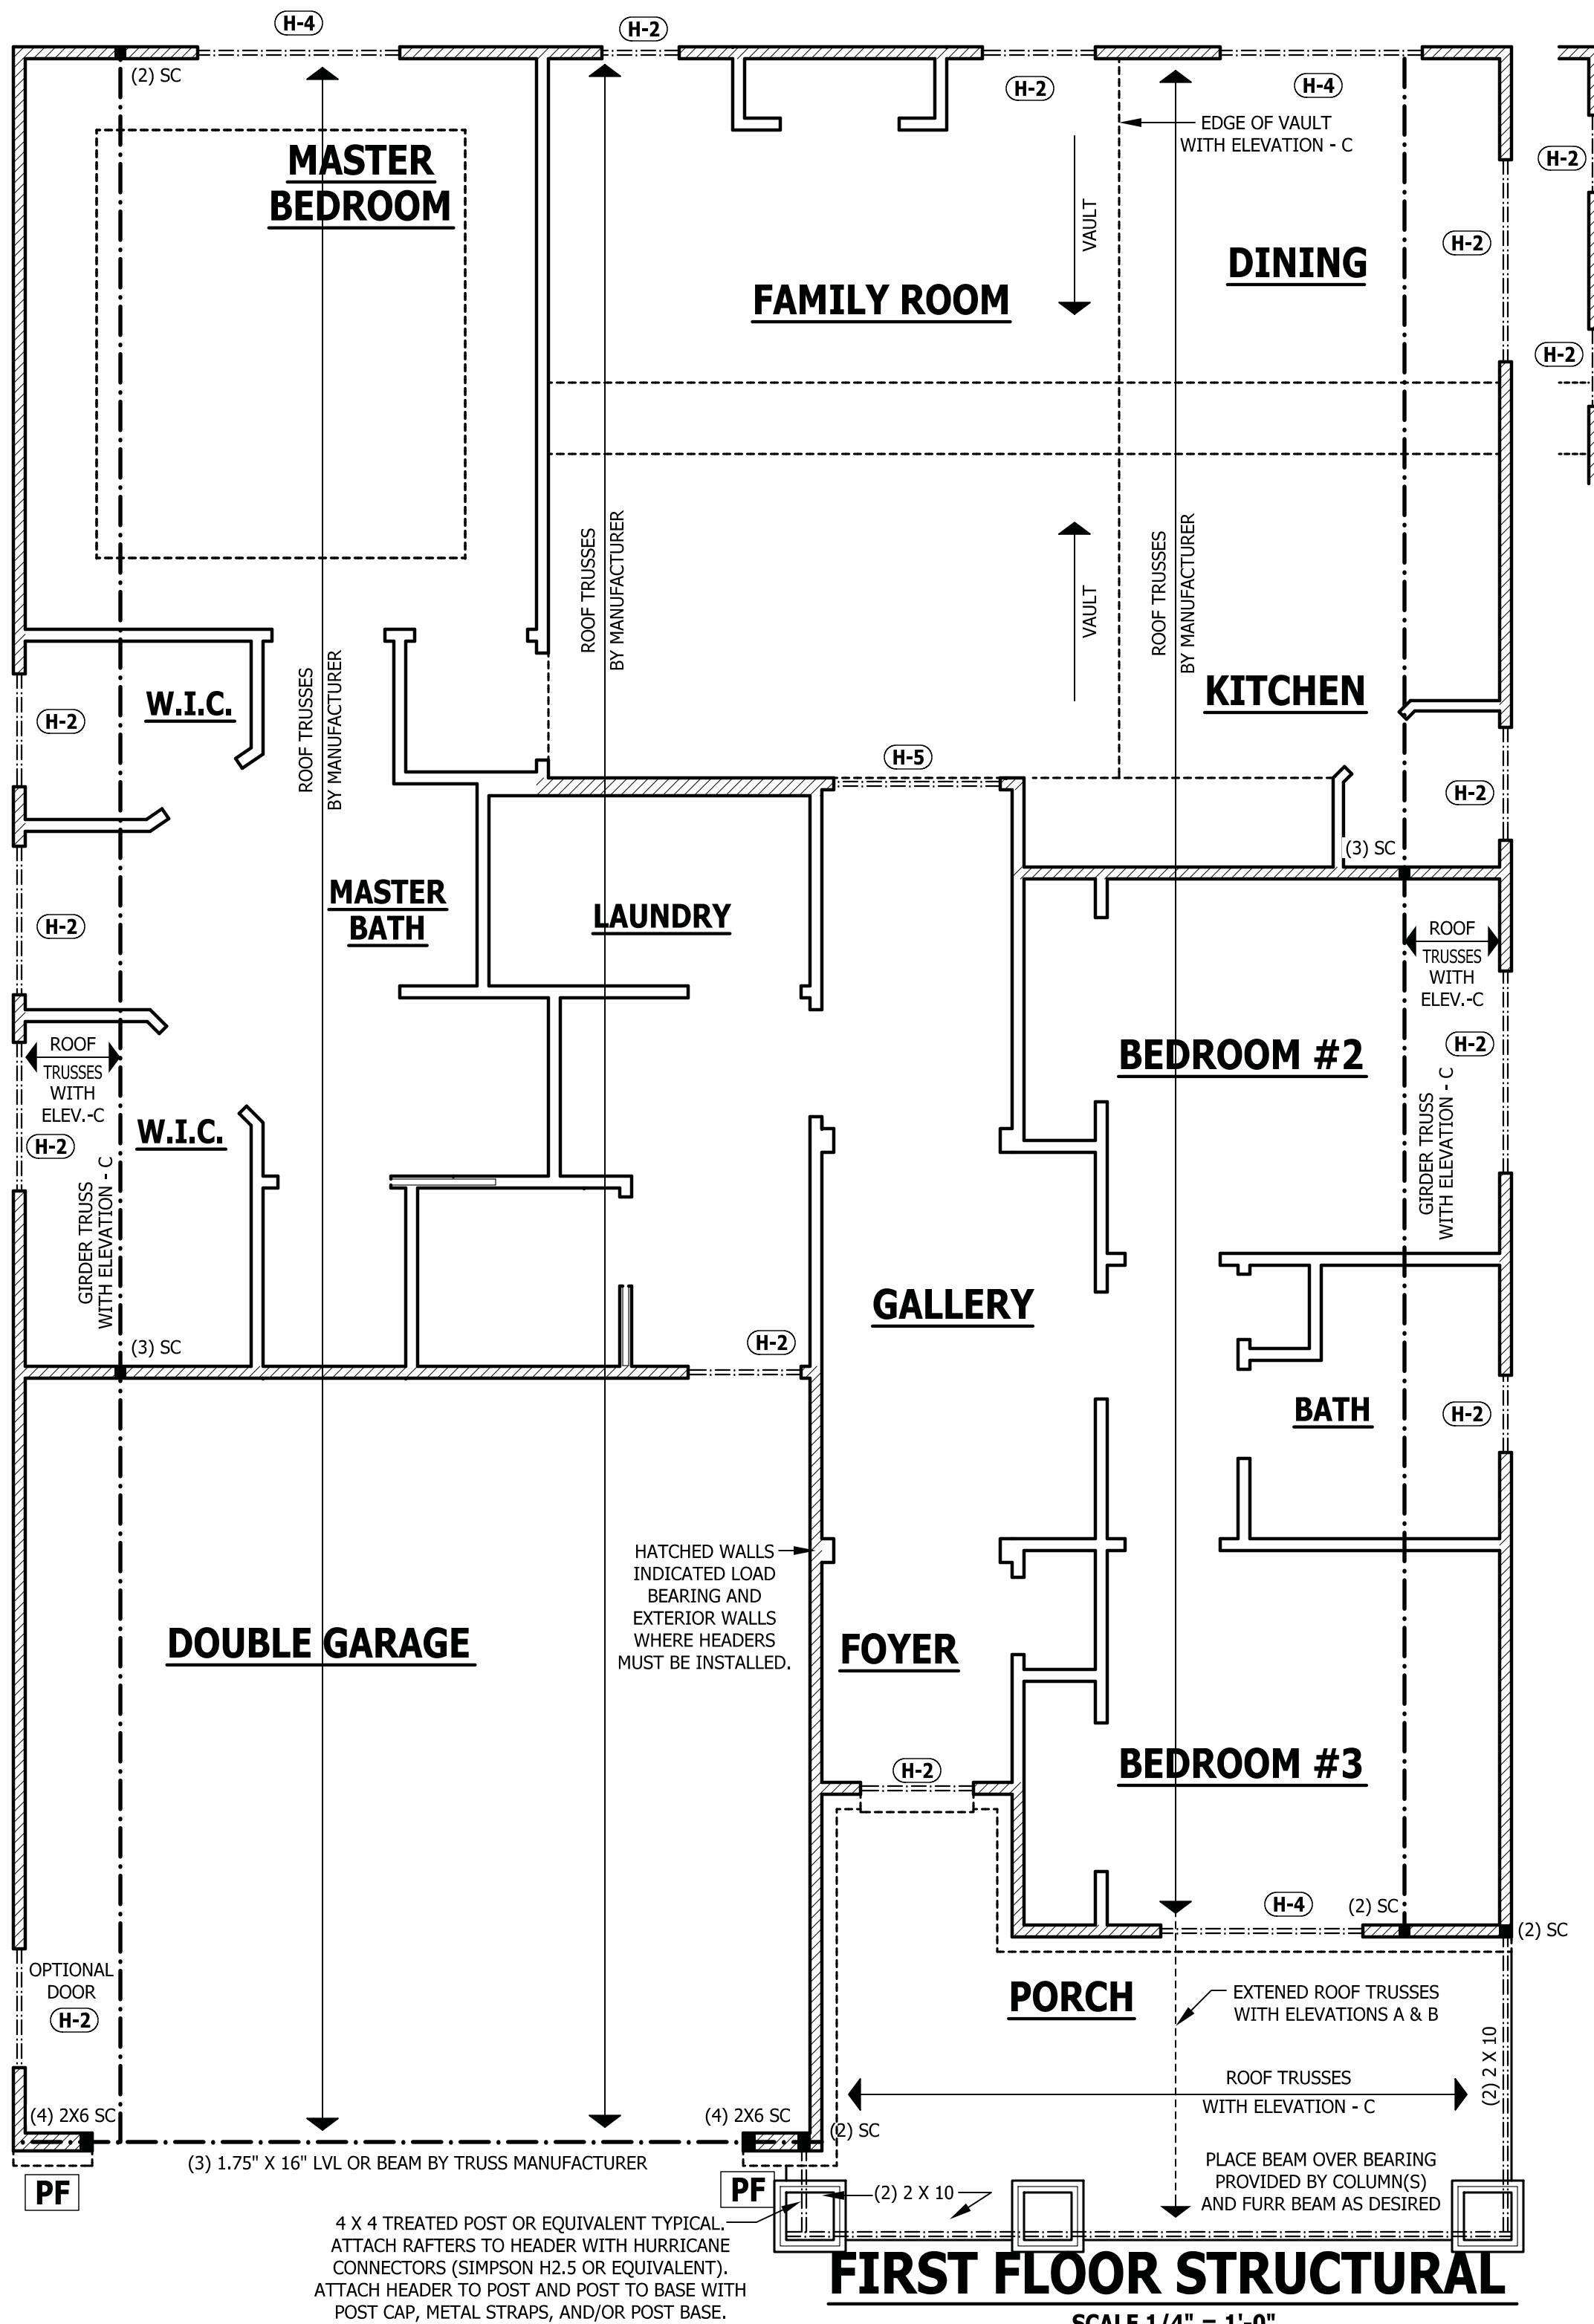 H-4
H-2
(2) SC
H-2
H-4
EDGE OF VAULT
WITH ELEVATION - C
MASTER
BEDROOM
H-2
VAULT
H-2
DINING
FAMILY ROOM
H-2
ROOF TRUSSES
BY MANUFACTURER
ROOF TRUSSES
BY MANUFACTURER
VAULT
ROOF TRUSSES
BY MANUFACTURER
W.I.C.
H-2
KITCHEN
H-5
H-2
(3) SC
MASTER
BATH
LAUNDRY
H-2
ROOF
TRUSSES
WITH
ELEV.-C
ROOF
TRUSSES
WITH
ELEV.-C
H-2
BEDROOM #2
H-2
W.I.C.
GIRDER TRUSS
WITH ELEVATION - C
GIRDER TRUSS
WITH ELEVATION - C
GALLERY
(3) SC
H-2
BATH
H-2
HATCHED WALLS
INDICATED LOAD
BEARING AND
EXTERIOR WALLS
WHERE HEADERS
MUST BE INSTALLED.
DOUBLE GARAGE
FOYER
H-2
BEDROOM #3
H-4
(2) SC
(2) SC
OPTIONAL
DOOR
H-2
PORCH
EXTENED ROOF TRUSSES
WITH ELEVATIONS A & B
(2) 2 X 10
ROOF TRUSSES
WITH ELEVATION - C
(4) 2X6 SC
(4) 2X6 SC
(2) SC
(3) 1.75" X 16" LVL OR BEAM BY TRUSS MANUFACTURER
PF
PF
(2) 2 X 10
PLACE BEAM OVER BEARING
PROVIDED BY COLUMN(S)
AND FURR BEAM AS DESIRED
4 X 4 TREATED POST OR EQUIVALENT TYPICAL.
ATTACH RAFTERS TO HEADER WITH HURRICANE
CONNECTORS (SIMPSON H2.5 OR EQUIVALENT).
ATTACH HEADER TO POST AND POST TO BASE WITH
POST CAP, METAL STRAPS, AND/OR POST BASE.
FIRST FLOOR STRUCTURAL
SCALE 1/4" = 1'-0"